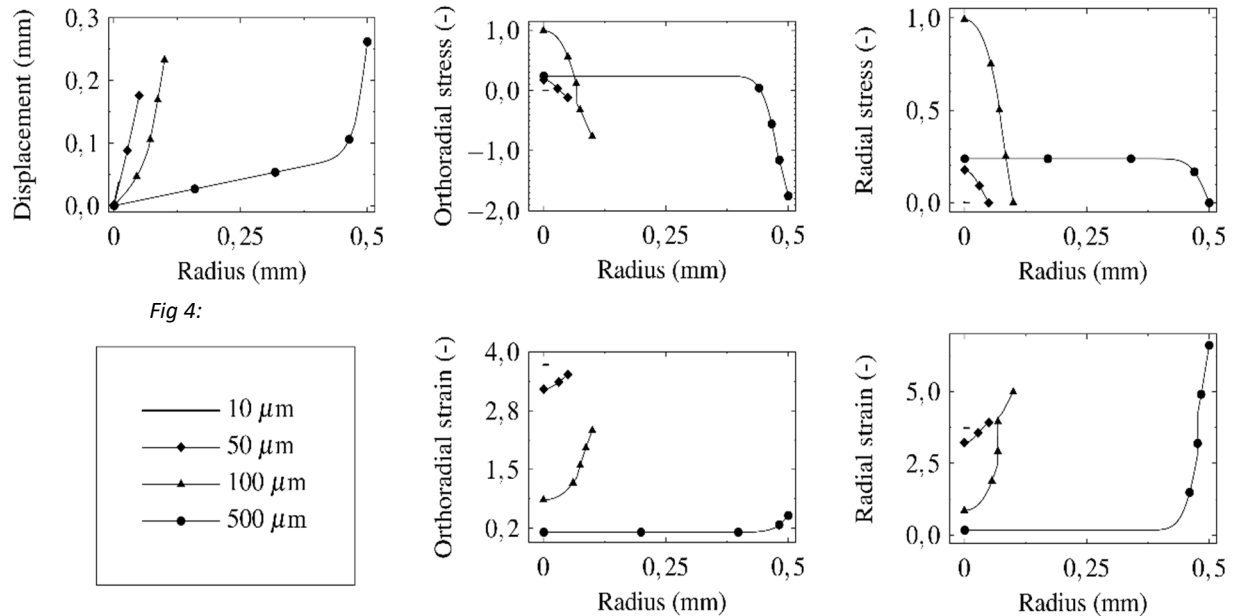 Displacement (mm)
0,3
0,2
0,1
0,0
0
0,25
0,5
Radius (mm)
Orthoradial stress (-)
1,0
0,0
−1,0
−2,0
0
0,25
0,5
Radius (mm)
Radial stress (-)
1,0
0,5
0,0
0
0,25
0,5
Radius (mm)
Fig 4:
10 μm
50 μm
100 μm
500 μm
Orthoradial strain (-)
4,0
2,8
1,5
0,2
0
0,25
0,5
Radius (mm)
Radial strain (-)
5,0
2,5
0,0
0
0,25
0,5
Radius (mm)